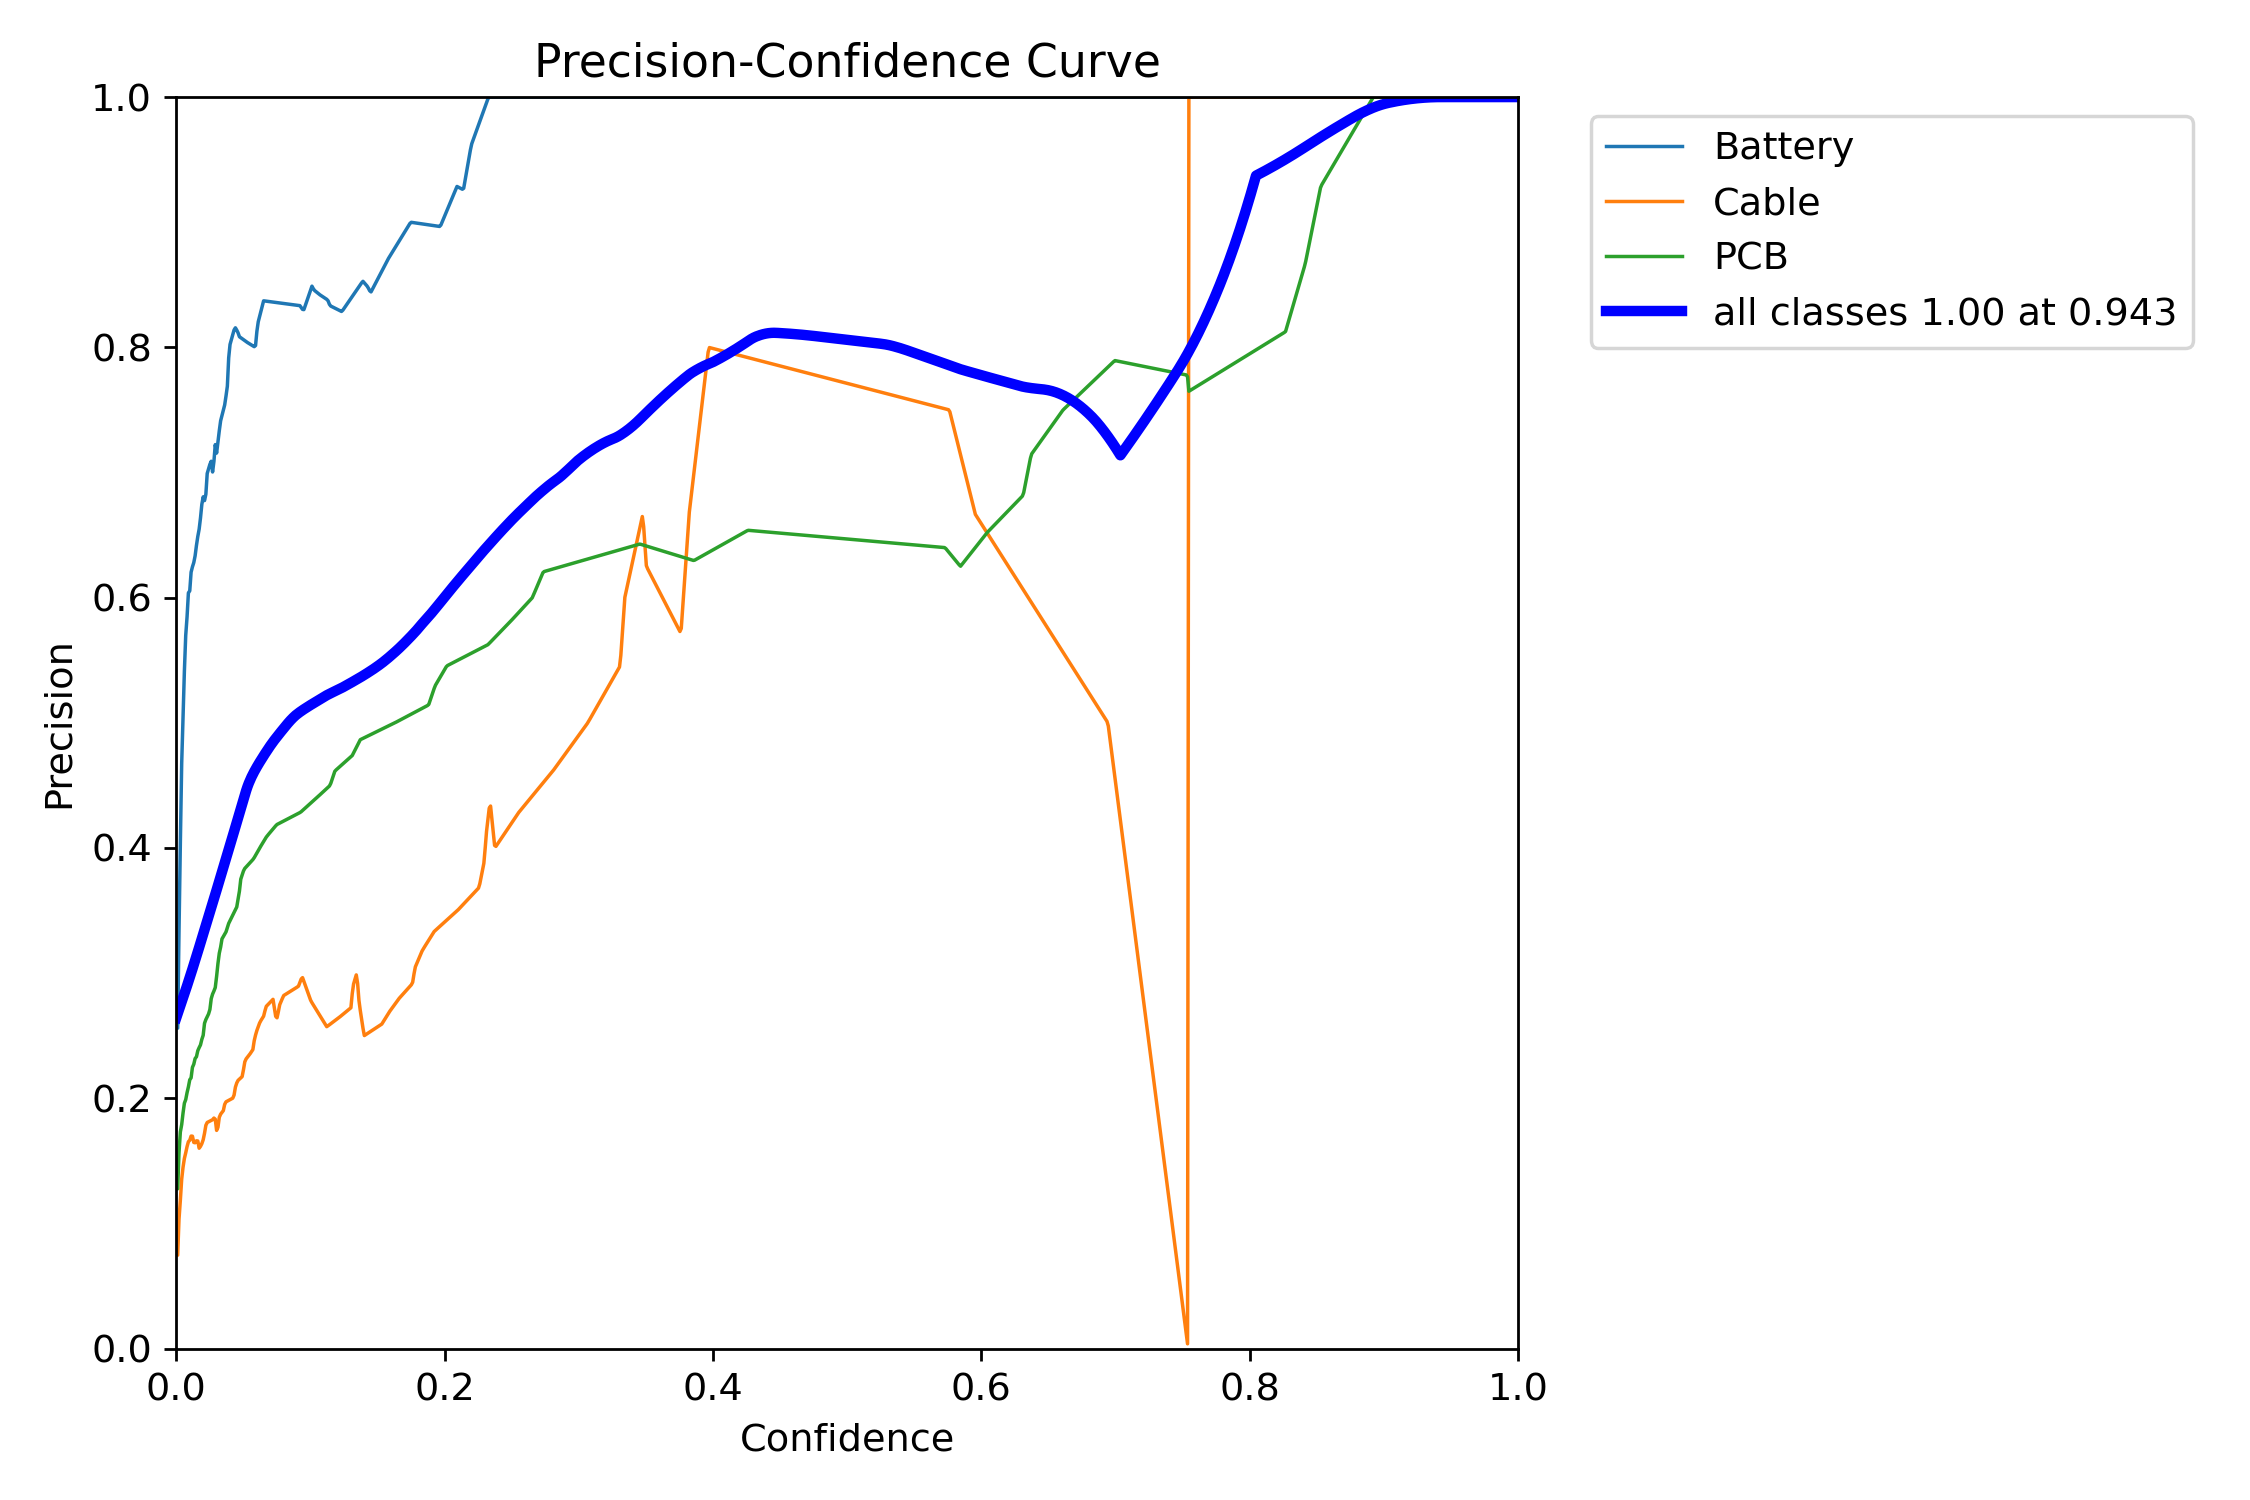 Precision-Confidence Curve
1.0
0.8
0.6
0.4
0.2
0.0
Precision
0.0 0.2 0.4 0.6 0.8 1.0
Confidence
Battery
Cable
PCB
all classes 1.00 at 0.943